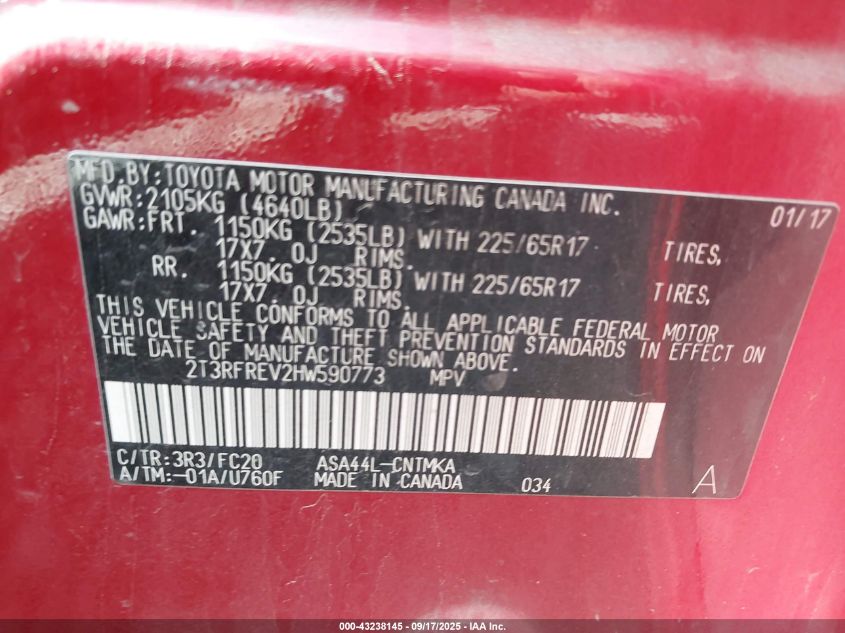 MFD. BY: TOYOTA MOTOR MANUFACTURING CANADA INC. 01/17
GVWR: 2105KG (4640LB)
GAWR: FRT. 1150KG (2535LB) WITH 225/65R17 TIRES,
17X7. 0J RIMS.
RR. 1150KG (2535LB) WITH 225/65R17 TIRES,
17X7. 0J RIMS.
THIS VEHICLE CONFORMS TO ALL APPLICABLE FEDERAL MOTOR
VEHICLE SAFETY AND THEFT PREVENTION STANDARDS IN EFFECT ON
THE DATE OF MANUFACTURE SHOWN ABOVE.
2T3RFREV2HW590773 MPV
C/TR: 3R3/FC20 ASA44L-CNTMKA
A/TM: -01A/U760F MADE IN CANADA 034 A
000-43238145 - 09/17/2025 - IAA, Inc.